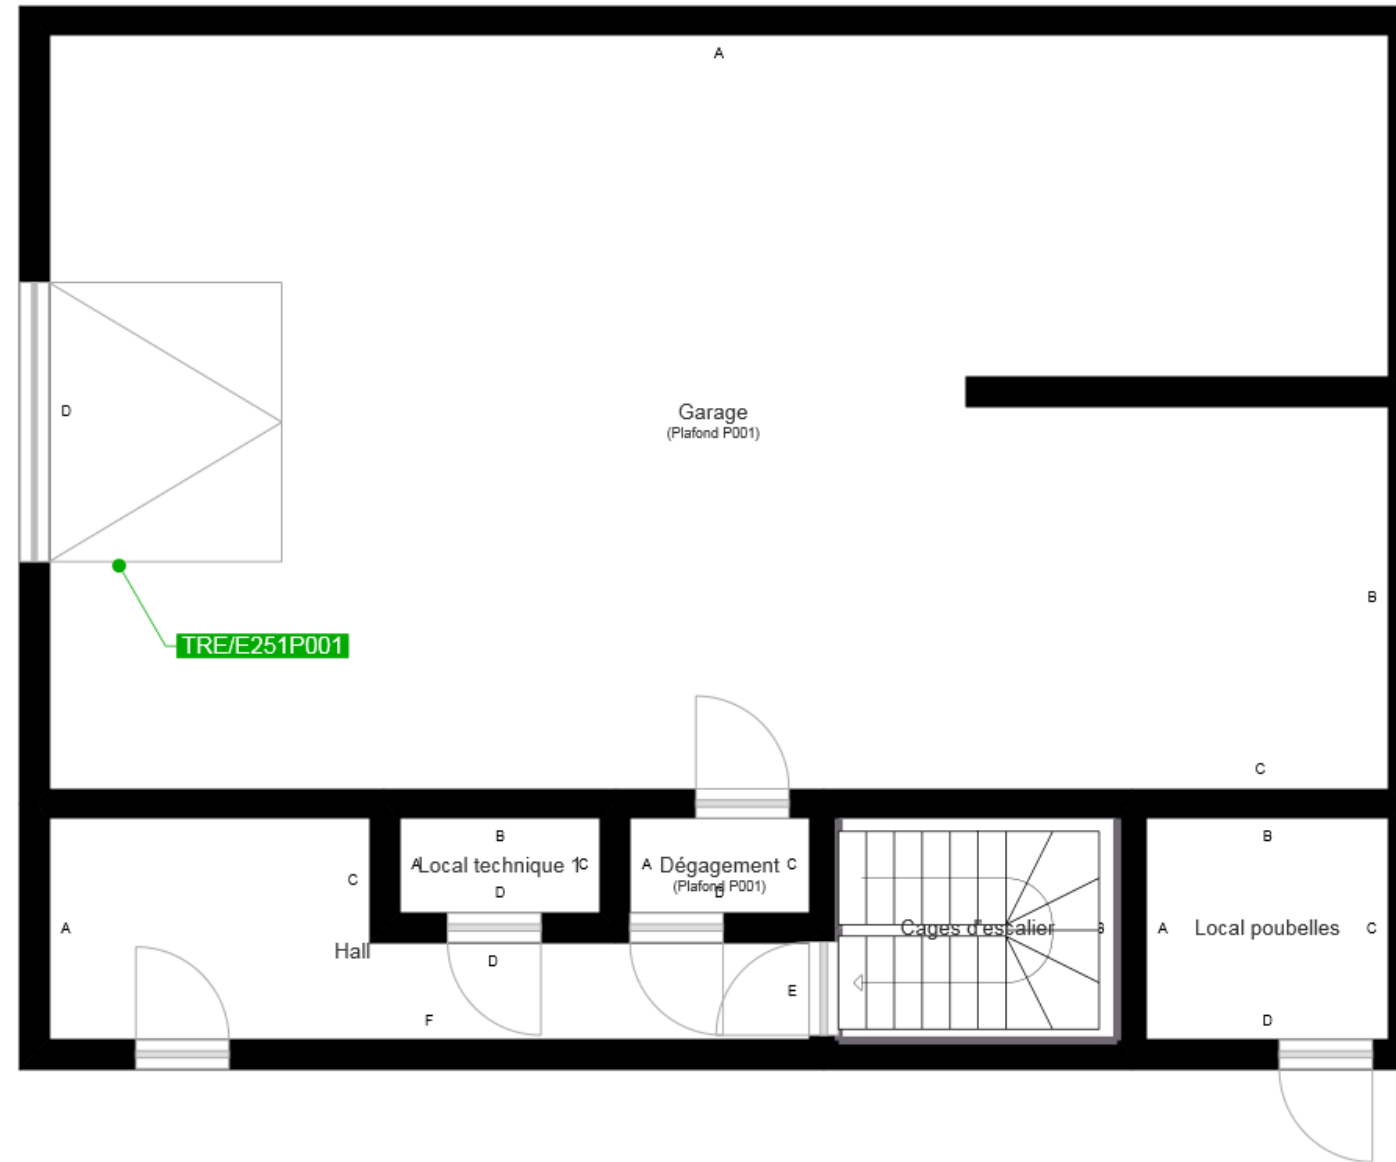 A
D
Garage
(Plafond P001)
B
TRE/E251P001
C
B
B
A
Local technique 1
C
A
Dégagement
C
(Plafond P001)
D
D
C
A
Hall
D
E
F
Cages d'escalier
B
A
Local poubelles
C
D